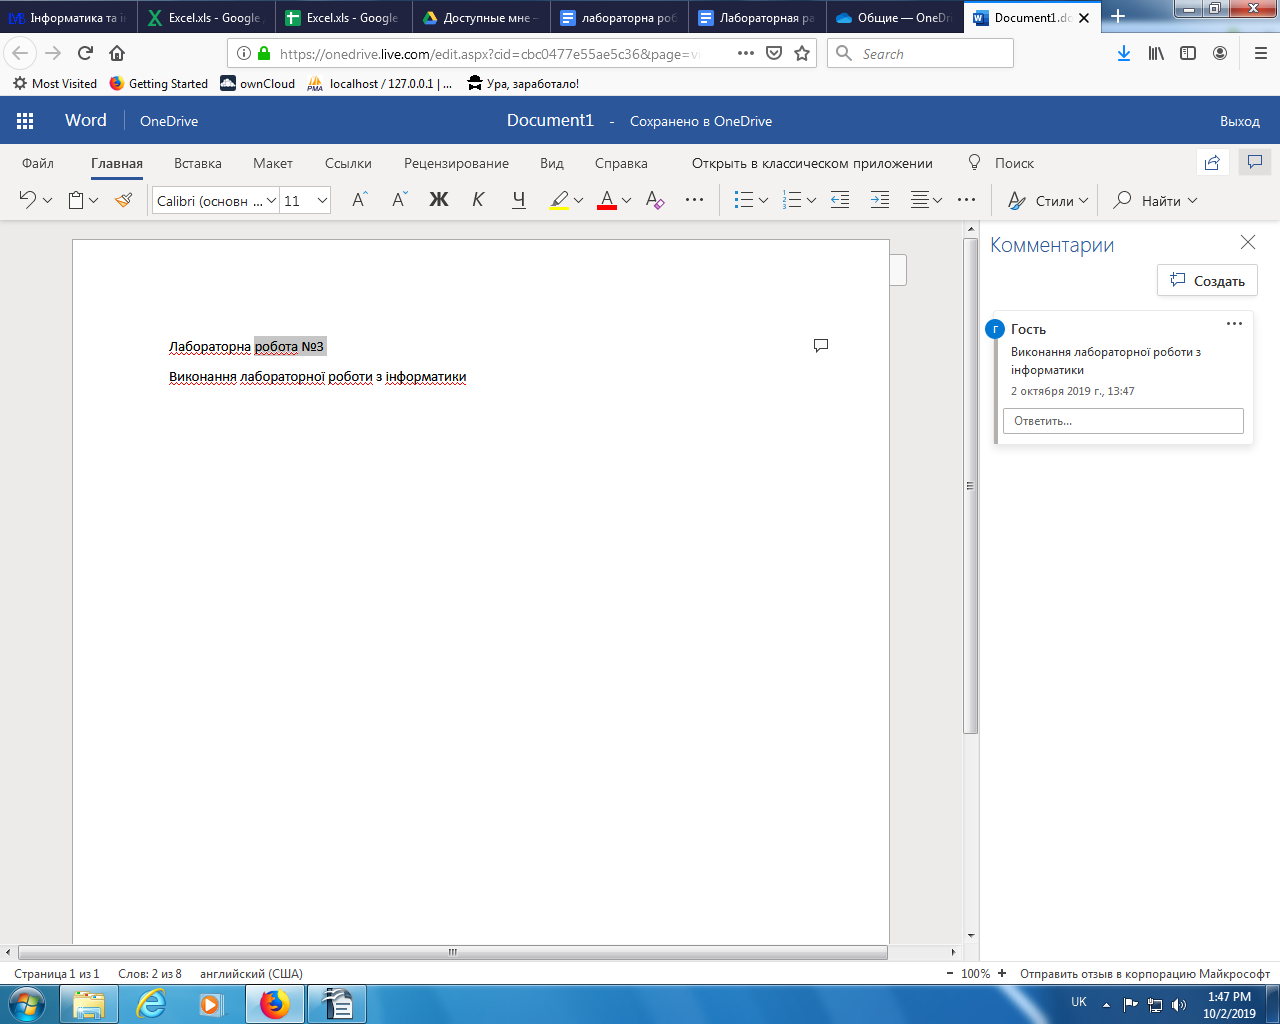 Інформатика та ін
Excel.xls - Google
Excel.xls - Google
Доступные мне –
лабораторна роб
Лабораторная ра
Общие — OneDri
Document1.do
https://onedrive.live.com/edit.aspx?cid=cbc0477e55ae5c36&page=vi
Search
Most Visited
Getting Started
ownCloud
localhost / 127.0.0.1 | ...
Ура, заработало!
Word
OneDrive
Document1 - Сохранено в OneDrive
Выход
Файл
Главная
Вставка
Макет
Ссылки
Рецензирование
Вид
Справка
Открыть в классическом приложении
Поиск
Calibri (основн ...
11
Ж К Ч
Стили
Найти
Комментарии
Создать
Лабораторна робота №3
Виконання лабораторної роботи з інформатики
г Гость
Виконання лабораторної роботи з
інформатики
2 октября 2019 г., 13:47
Ответить...
Страница 1 из 1
Слов: 2 из 8
английский (США)
- 100% +
Отправить отзыв в корпорацию Майкрософт
UK
1:47 PM
10/2/2019